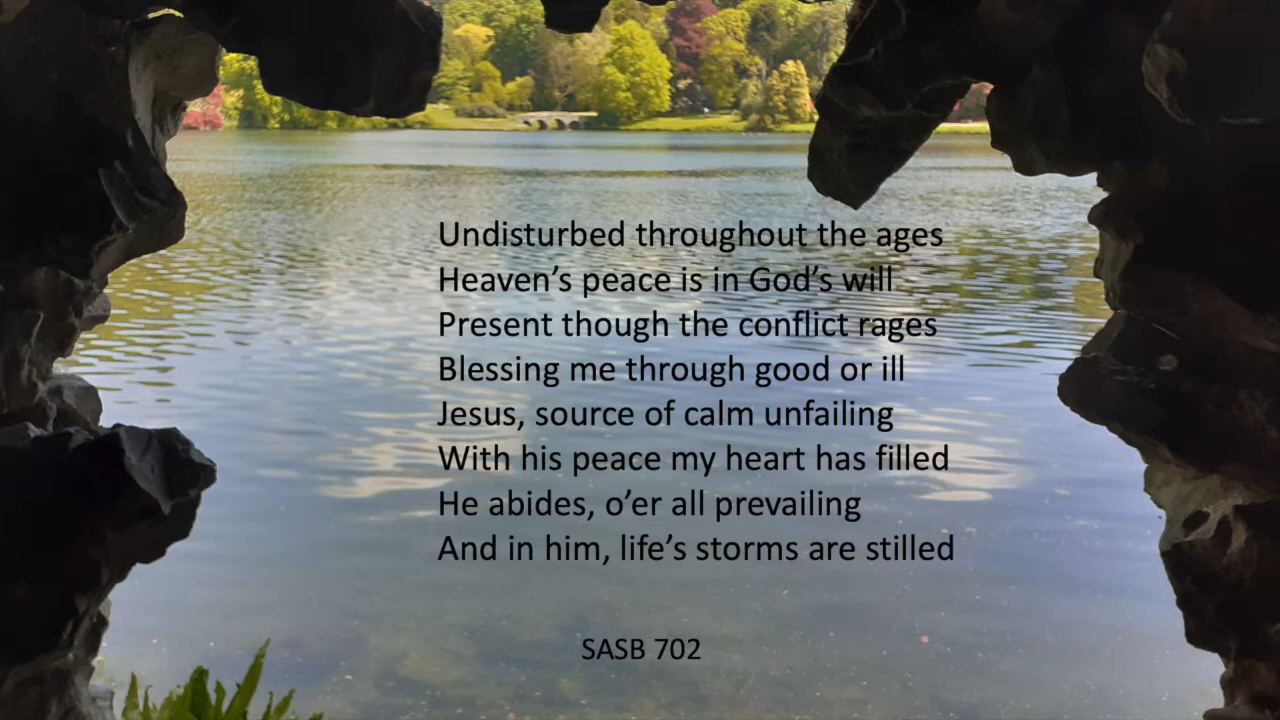 Undisturbed throughout the ages
Heaven’s peace is in God’s will
Present though the conflict rages
Blessing me through good or ill
Jesus, source of calm unfailing
With his peace my heart has filled
He abides, o’er all prevailing
And in him, life’s storms are stilled
SASB 702